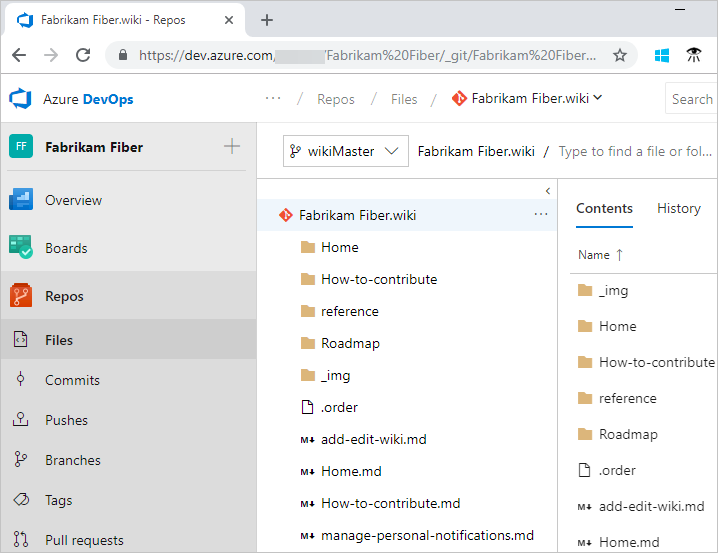 Fabrikam Fiber.wiki - Repos
https://dev.azure.com/ /Fabrikam%20Fiber/_git/Fabrikam%20Fiber...
Azure DevOps
··· / Repos / Files / Fabrikam Fiber.wiki
Search
FF Fabrikam Fiber
wikiMaster
Fabrikam Fiber.wiki / Type to find a file or fol...
Overview
Boards
Repos
Files
Commits
Pushes
Branches
Tags
Pull requests
Fabrikam Fiber.wiki ...
Home
How-to-contribute
reference
Roadmap
_img
.order
M↓ add-edit-wiki.md
M↓ Home.md
M↓ How-to-contribute.md
M↓ manage-personal-notifications.md
Contents History
Name ↑
_img
Home
How-to-contribute
reference
Roadmap
.order
M↓ add-edit-wiki.md
M↓ Home.md